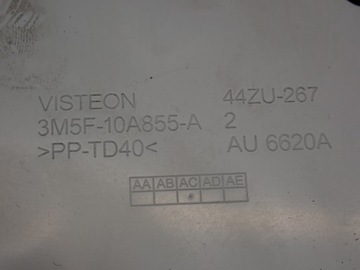 VISTEON 44ZU-267
3M5F-10A855-A 2
>PP-TD40< AU 6620A
AA AB AC AD AE